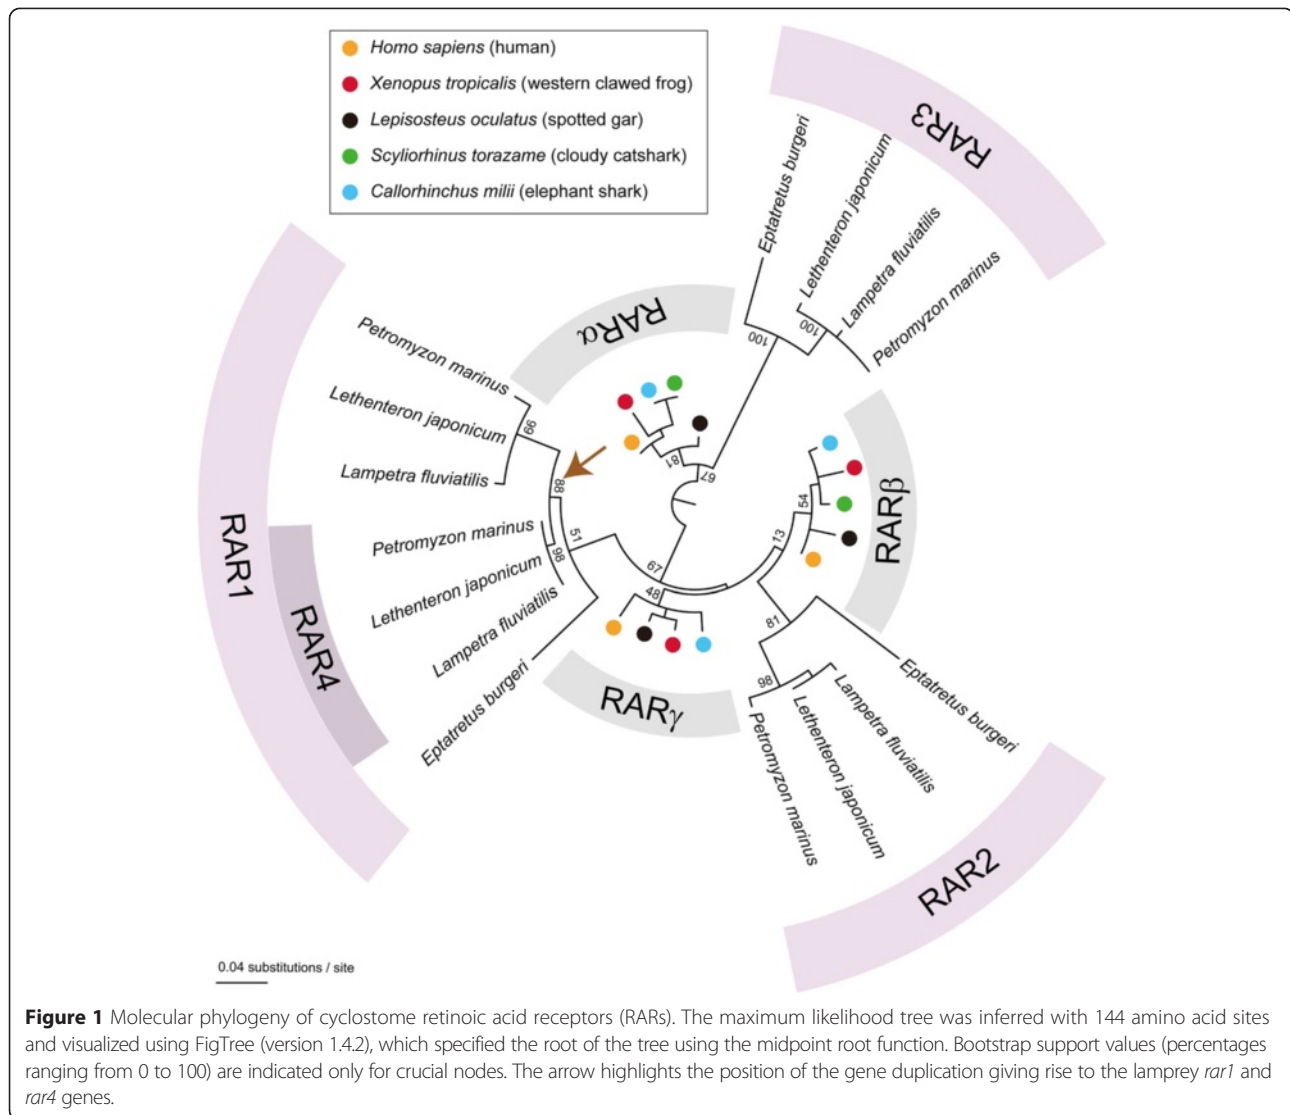 Homo sapiens (human)
Xenopus tropicalis (western clawed frog)
Lepisosteus oculatus (spotted gar)
Scyliorhinus torazame (cloudy catshark)
Callorhinchus milii (elephant shark)
RAR3
Eptatretus burgeri
Lethenteron japonicum
Lampetra fluviatilis
Petromyzon marinus
100
100
RARα
81
67
RAR1
Petromyzon marinus
Lethenteron japonicum
Lampetra fluviatilis
99
88
RAR4
Petromyzon marinus
Lethenteron japonicum
Lampetra fluviatilis
98
51
Eptatretus burgeri
67
48
RARγ
RARβ
54
13
81
98
Eptatretus burgeri
Lampetra fluviatilis
Lethenteron japonicum
Petromyzon marinus
RAR2
0.04 substitutions / site
Figure 1 Molecular phylogeny of cyclostome retinoic acid receptors (RARs). The maximum likelihood tree was inferred with 144 amino acid sites
and visualized using FigTree (version 1.4.2), which specified the root of the tree using the midpoint root function. Bootstrap support values (percentages
ranging from 0 to 100) are indicated only for crucial nodes. The arrow highlights the position of the gene duplication giving rise to the lamprey rar1 and
rar4 genes.